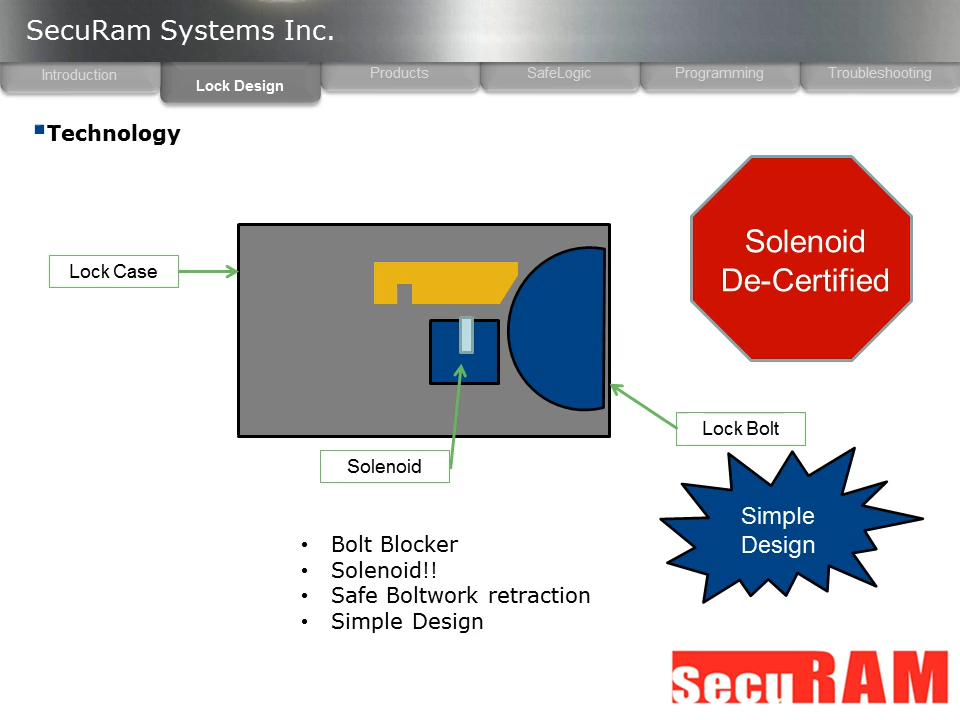 SecuRam Systems Inc.
Introduction
Lock Design
Products
SafeLogic
Programming
Troubleshooting
Technology
Solenoid
De-Certified
Lock Case
Lock Bolt
Solenoid
Simple
Design
• Bolt Blocker
• Solenoid!!
• Safe Boltwork retraction
• Simple Design
SecuRAM